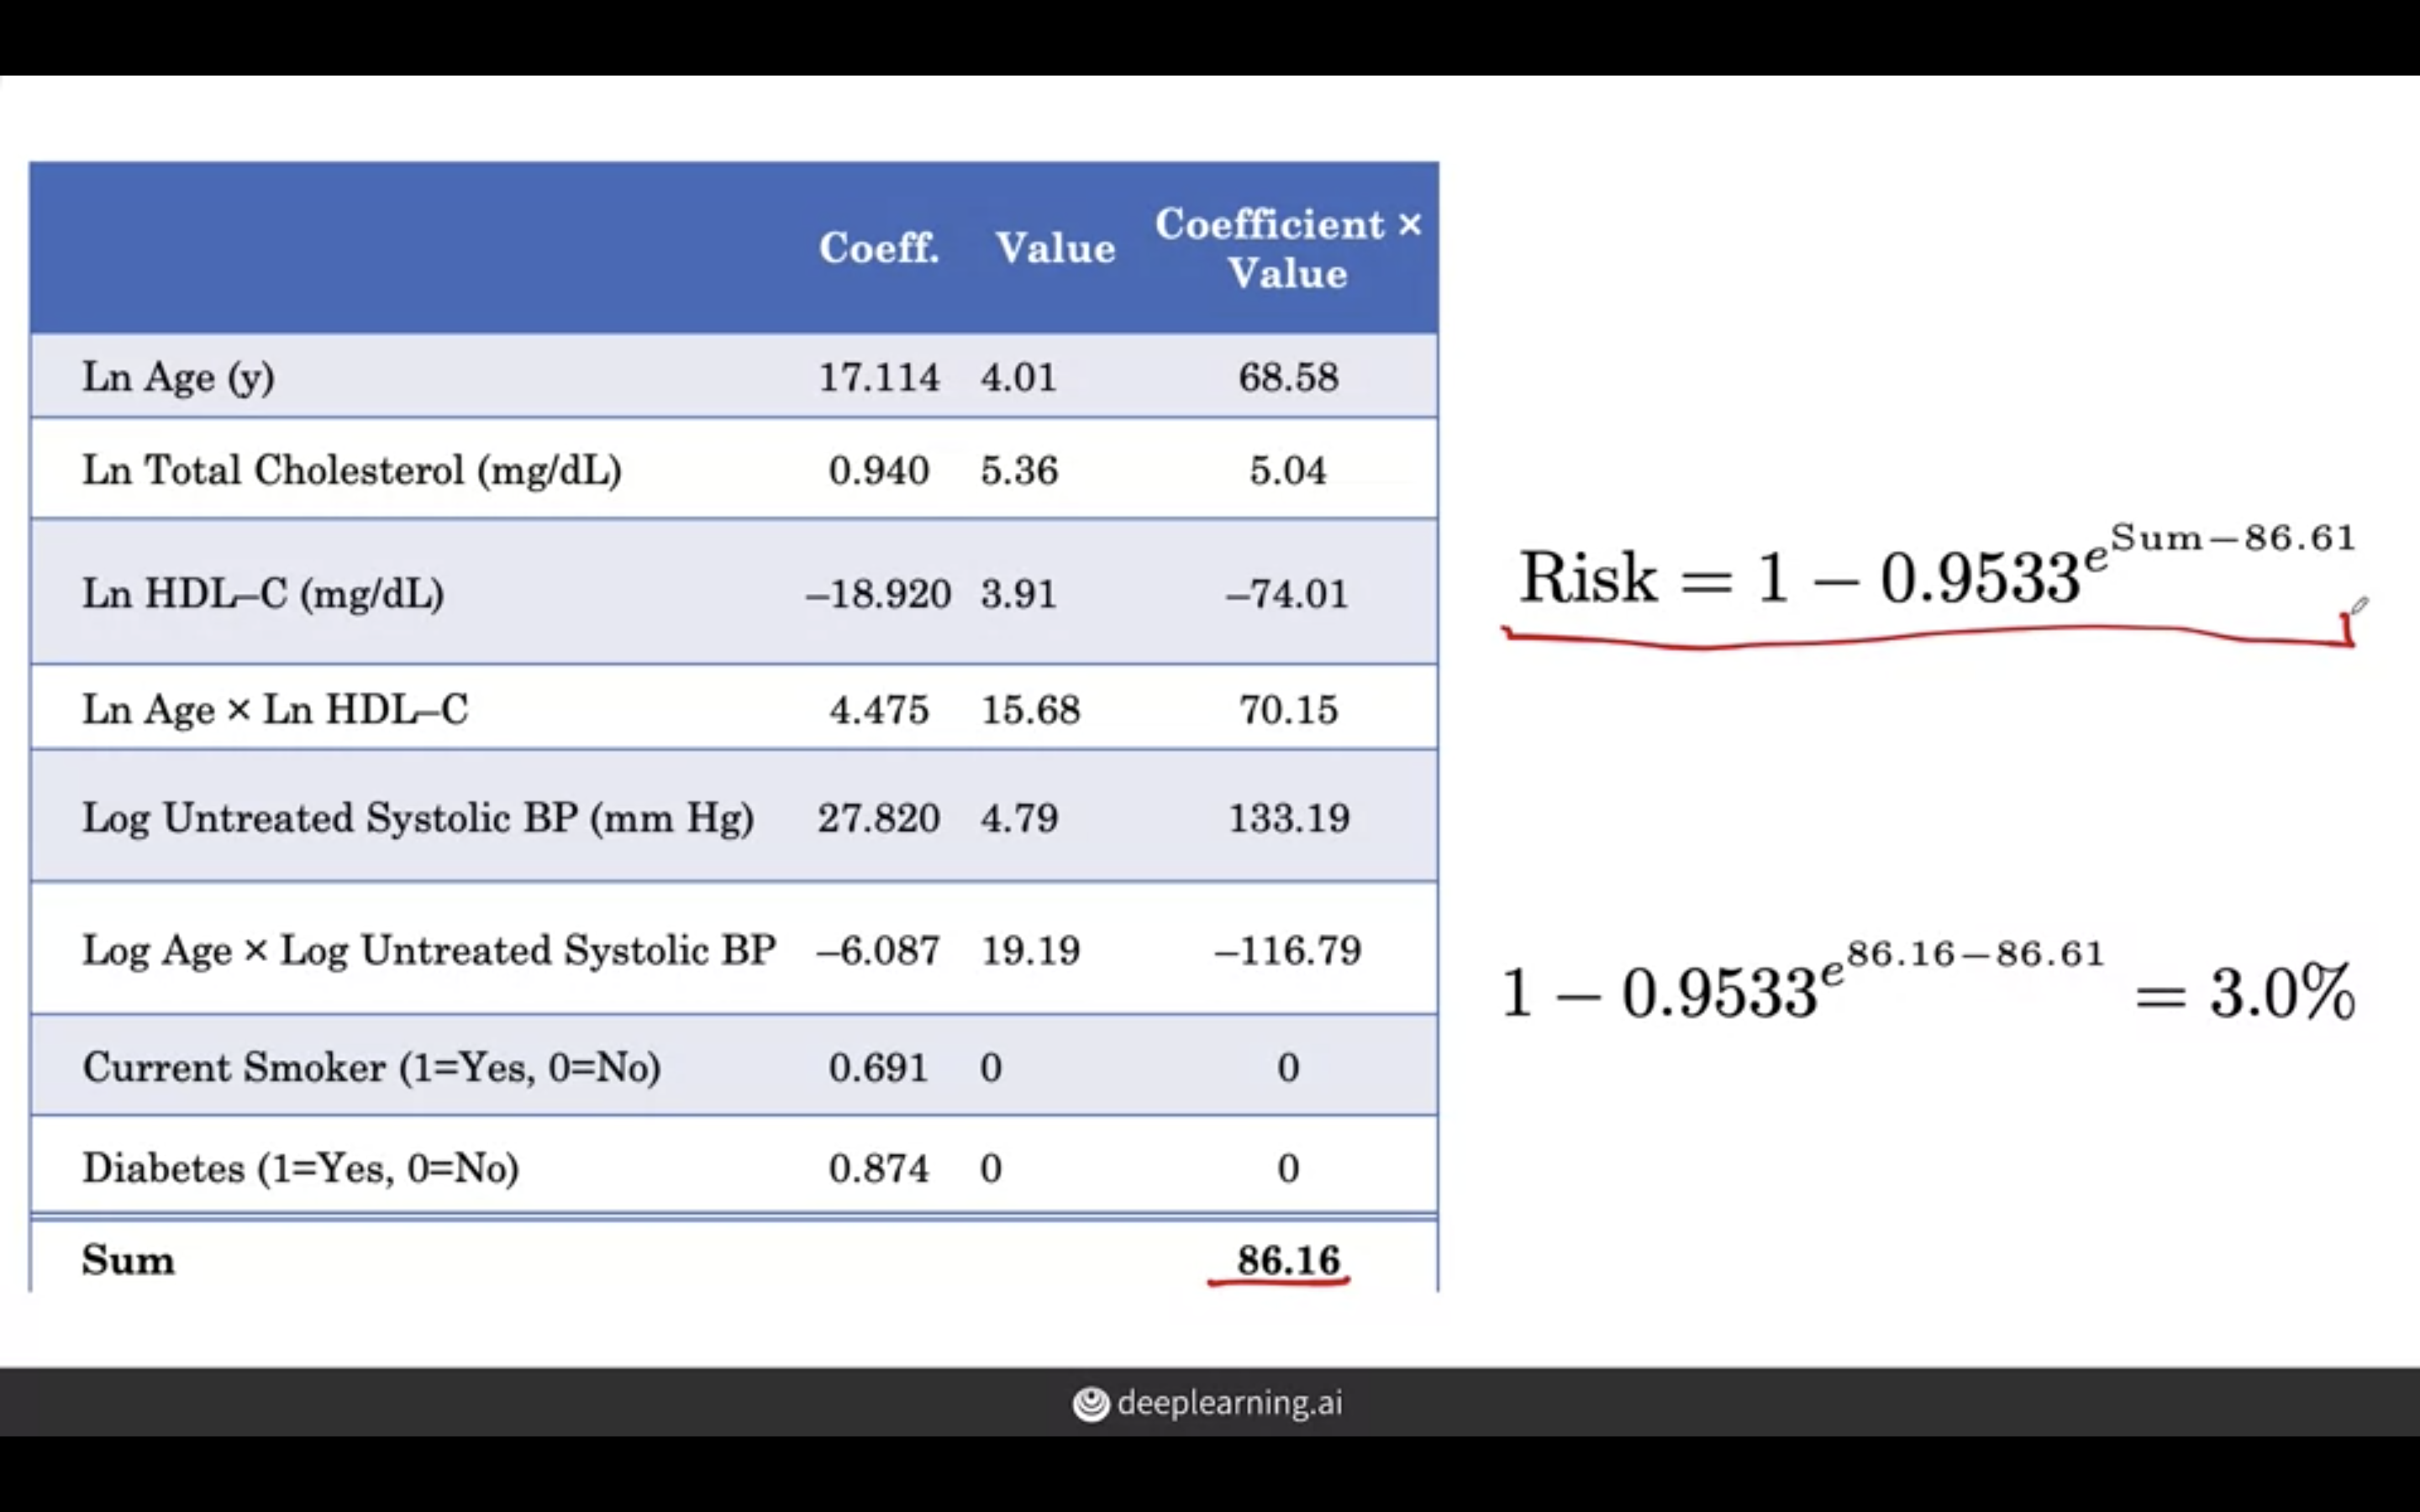 Coeff. Value Coefficient ×
Value
Ln Age (y) 17.114 4.01 68.58
Ln Total Cholesterol (mg/dL) 0.940 5.36 5.04
Ln HDL–C (mg/dL) –18.920 3.91 –74.01
Ln Age × Ln HDL–C 4.475 15.68 70.15
Log Untreated Systolic BP (mm Hg) 27.820 4.79 133.19
Log Age × Log Untreated Systolic BP –6.087 19.19 –116.79
Current Smoker (1=Yes, 0=No) 0.691 0 0
Diabetes (1=Yes, 0=No) 0.874 0 0
Sum 86.16
Risk = 1 − 0.9533^e^Sum−86.61
1 − 0.9533^e^86.16−86.61 = 3.0%
deeplearning.ai